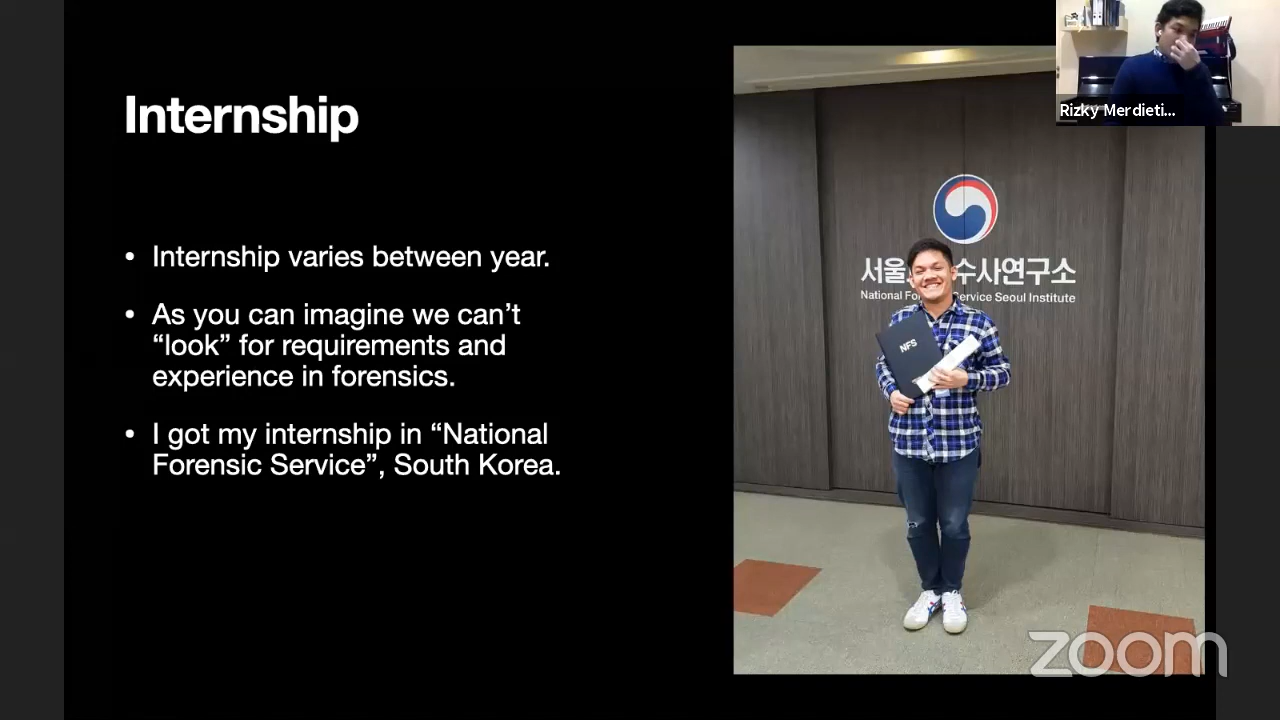 Rizky Merdieti...
Internship
• Internship varies between year.
• As you can imagine we can’t
“look” for requirements and
experience in forensics.
• I got my internship in “National
Forensic Service”, South Korea.
서울 수사연구소
National Fo Service Seoul Institute
NFS
zoom